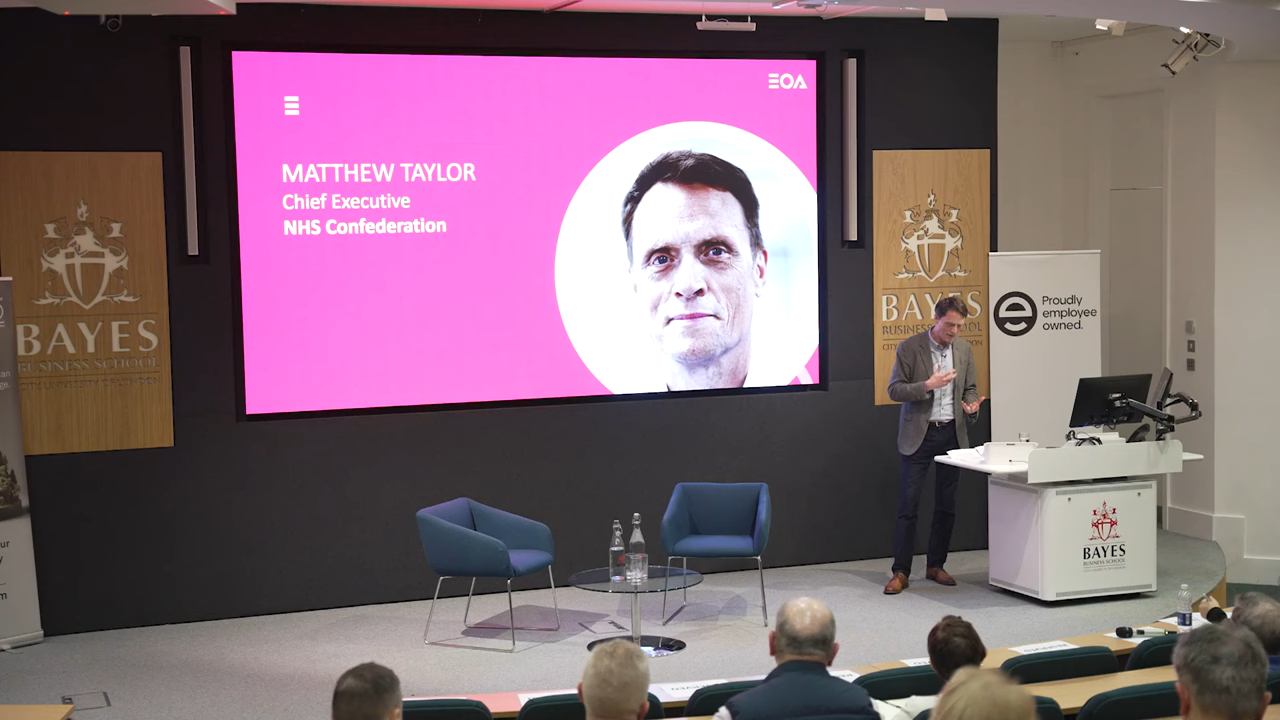 EOA
MATTHEW TAYLOR
Chief Executive
NHS Confederation
BAYES
BUSINESS SCHOOL
BAYES
BUSINESS SCHOOL
Proudly
employee
owned.
BAYES
BUSINESS SCHOOL